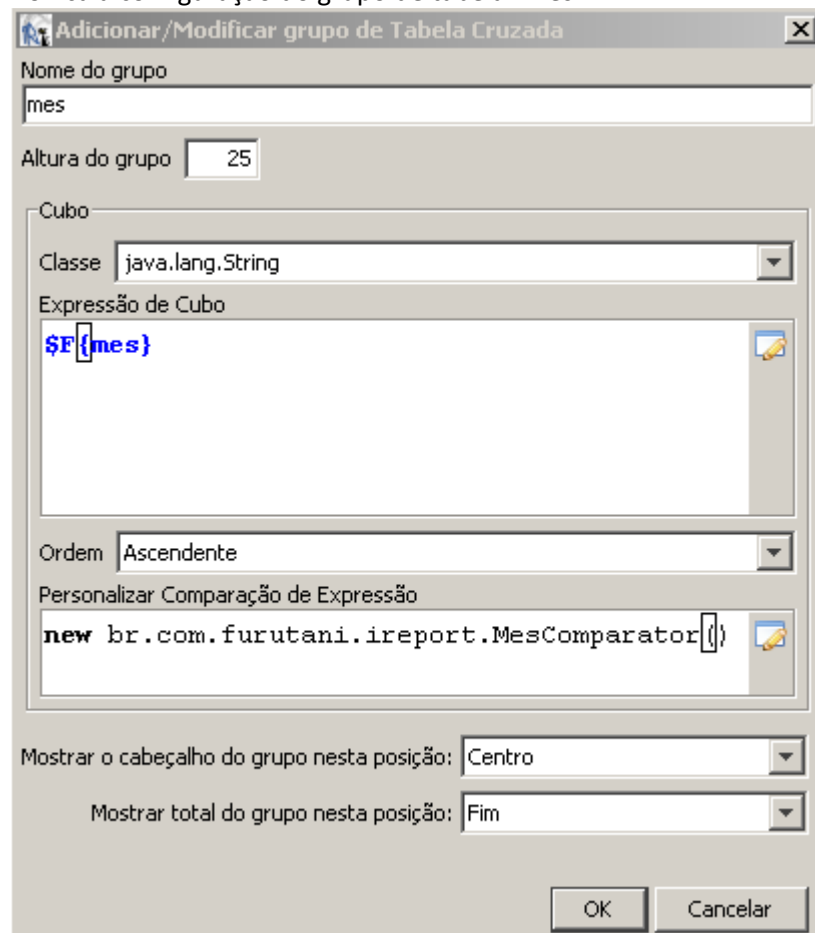 Adicionar/Modificar grupo de Tabela Cruzada
Nome do grupo
mes
Altura do grupo 25
Cubo
Classe java.lang.String
Expressão de Cubo
$F{mes}
Ordem Ascendente
Personalizar Comparação de Expressão
new br.com.furutani.ireport.MesComparator()
Mostrar o cabeçalho do grupo nesta posição: Centro
Mostrar total do grupo nesta posição: Fim
OK Cancelar